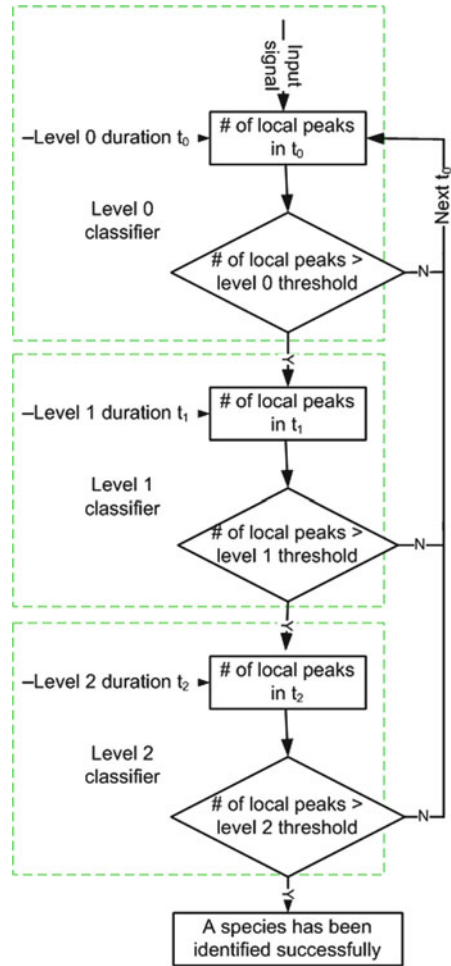 Input
signal
–Level 0 duration t₀
# of local peaks
in t₀
Next t₀
Level 0
classifier
# of local peaks >
level 0 threshold
N
Y
–Level 1 duration t₁
# of local peaks
in t₁
Level 1
classifier
# of local peaks >
level 1 threshold
N
Y
–Level 2 duration t₂
# of local peaks
in t₂
Level 2
classifier
# of local peaks >
level 2 threshold
N
Y
A species has been
identified successfully